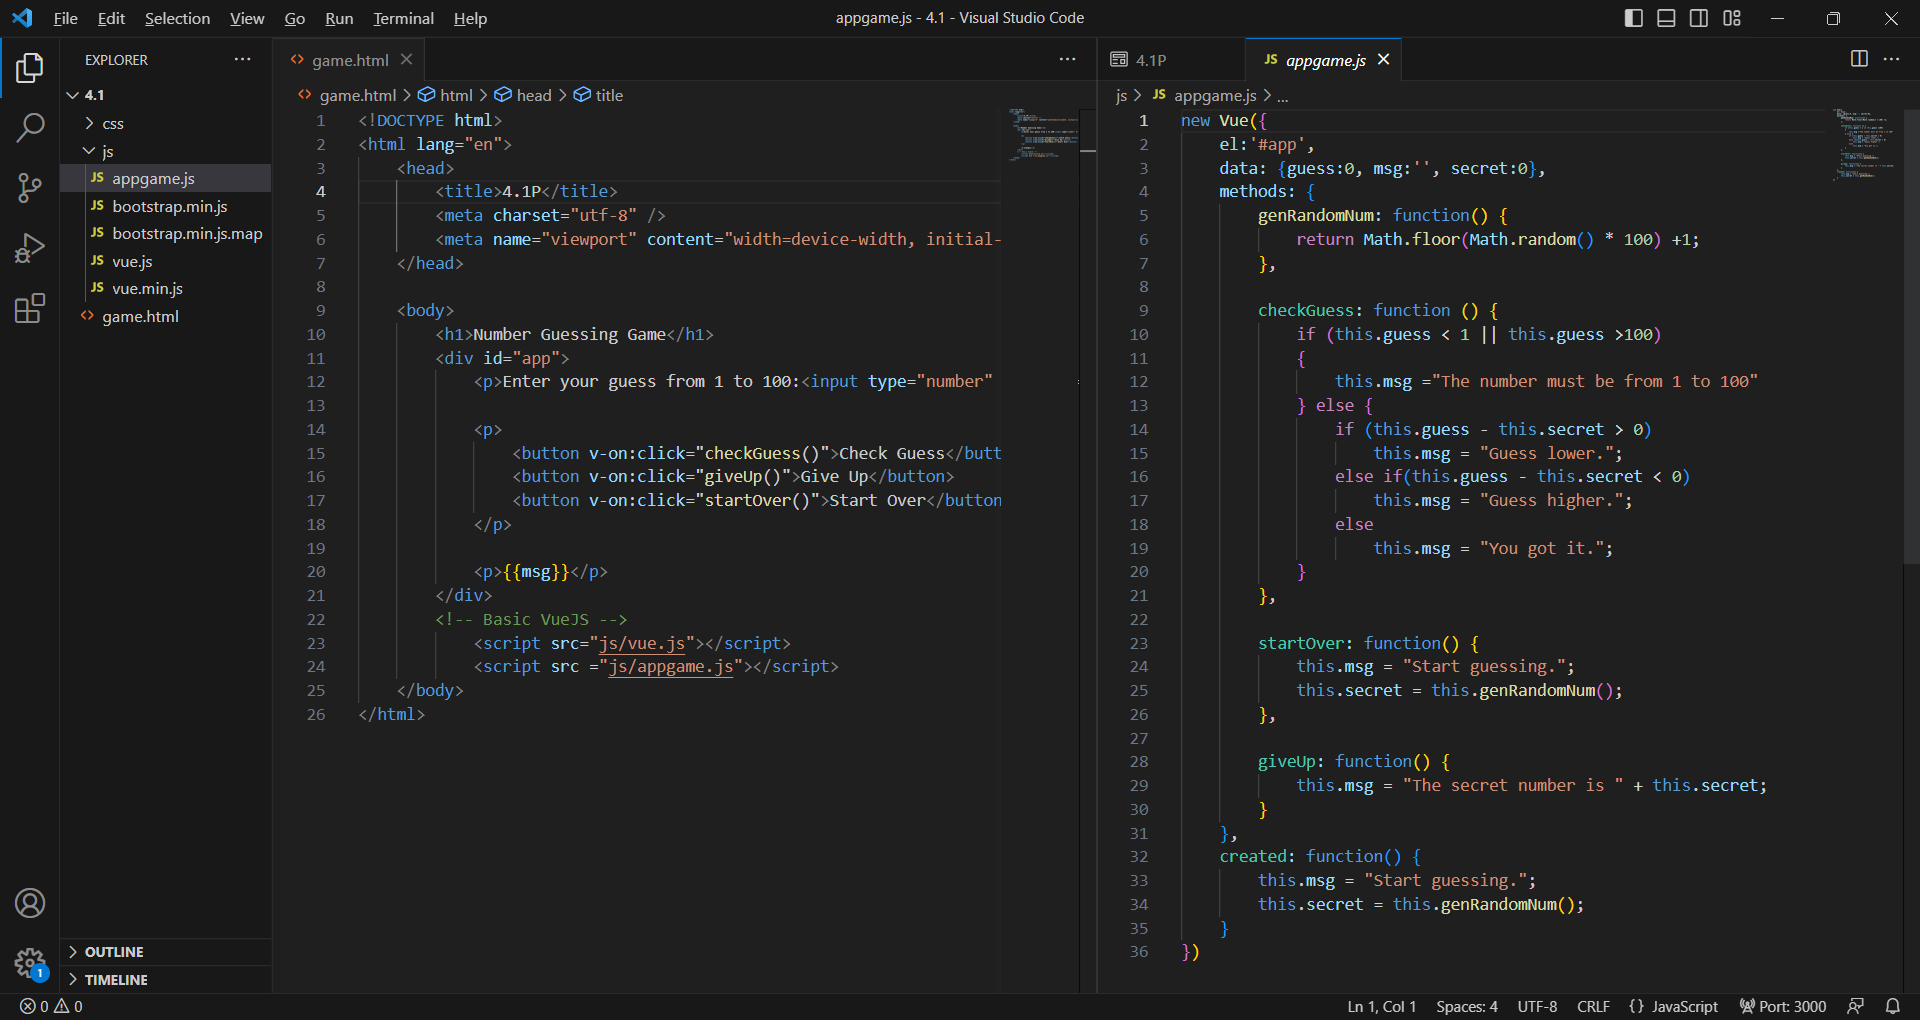 File Edit Selection View Go Run Terminal Help
appgame.js - 4.1 - Visual Studio Code
EXPLORER
4.1
css
js
JS appgame.js
JS bootstrap.min.js
JS bootstrap.min.js.map
JS vue.js
JS vue.min.js
<> game.html
OUTLINE
TIMELINE
<> game.html
<> game.html > html > head > title
1 <!DOCTYPE html>
2 <html lang="en">
3 <head>
4 <title>4.1P</title>
5 <meta charset="utf-8" />
6 <meta name="viewport" content="width=device-width, initial-
7 </head>
8
9 <body>
10 <h1>Number Guessing Game</h1>
11 <div id="app">
12 <p>Enter your guess from 1 to 100:<input type="number"
13
14 <p>
15 <button v-on:click="checkGuess()">Check Guess</butt
16 <button v-on:click="giveUp()">Give Up</button>
17 <button v-on:click="startOver()">Start Over</button
18 </p>
19
20 <p>{{msg}}</p>
21 </div>
22 <!-- Basic VueJS -->
23 <script src="js/vue.js"></script>
24 <script src ="js/appgame.js"></script>
25 </body>
26 </html>
4.1P
JS appgame.js
js > JS appgame.js > ...
1 new Vue({
2 el:'#app',
3 data: {guess:0, msg:'', secret:0},
4 methods: {
5 genRandomNum: function() {
6 return Math.floor(Math.random() * 100) +1;
7 },
8
9 checkGuess: function () {
10 if (this.guess < 1 || this.guess >100)
11 {
12 this.msg ="The number must be from 1 to 100"
13 } else {
14 if (this.guess - this.secret > 0)
15 this.msg = "Guess lower.";
16 else if(this.guess - this.secret < 0)
17 this.msg = "Guess higher.";
18 else
19 this.msg = "You got it.";
20 }
21 },
22
23 startOver: function() {
24 this.msg = "Start guessing.";
25 this.secret = this.genRandomNum();
26 },
27
28 giveUp: function() {
29 this.msg = "The secret number is " + this.secret;
30 }
31 },
32 created: function() {
33 this.msg = "Start guessing.";
34 this.secret = this.genRandomNum();
35 }
36 })
1
0 0
Ln 1, Col 1 Spaces: 4 UTF-8 CRLF {} JavaScript Port: 3000